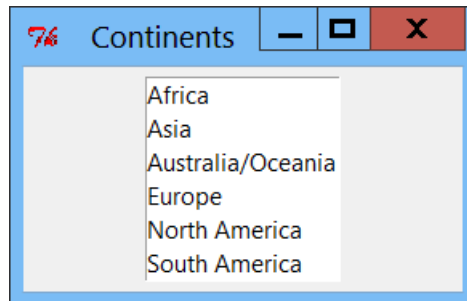 Continents
Africa
Asia
Australia/Oceania
Europe
North America
South America